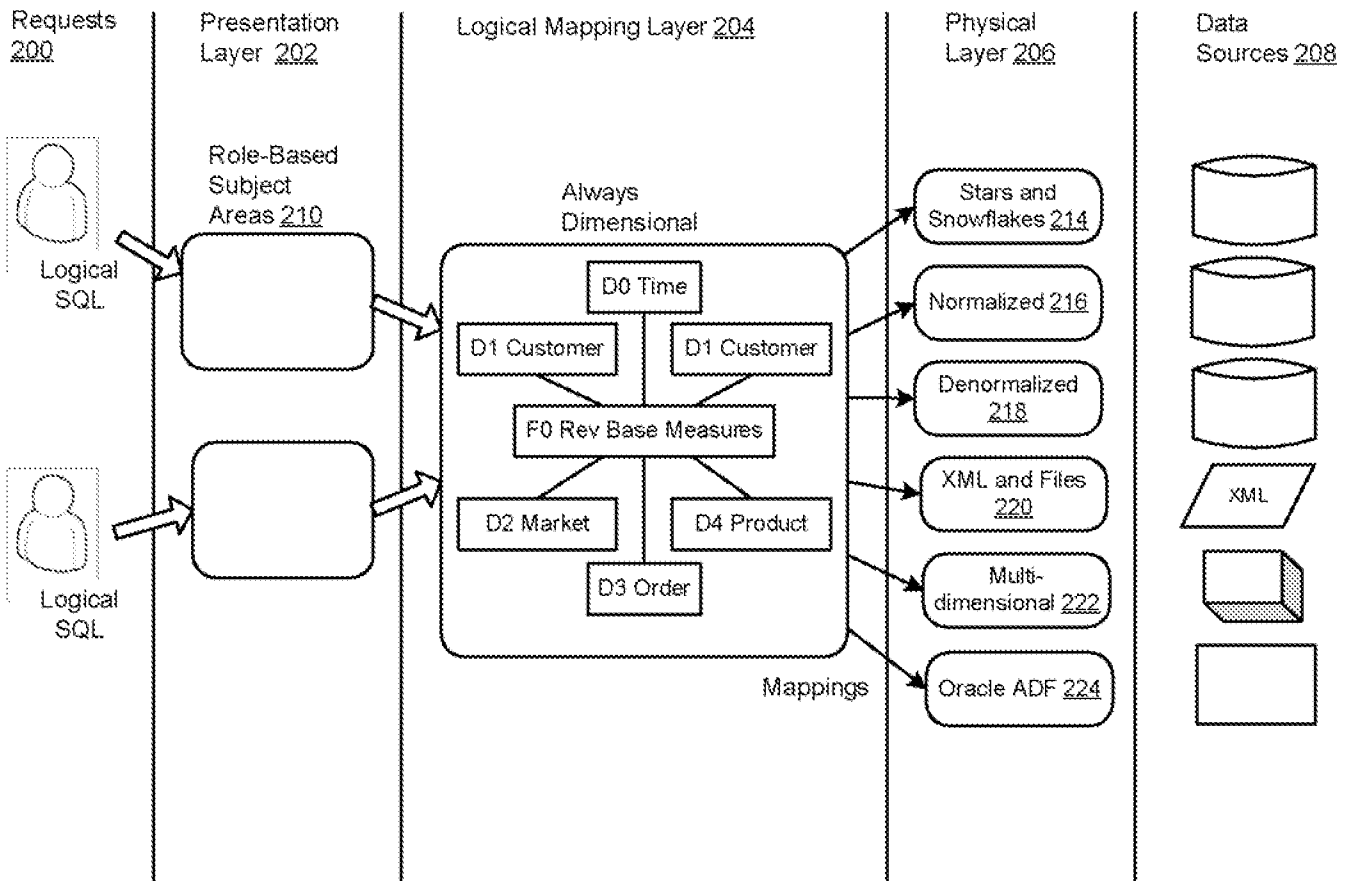 Requests
200
Presentation
Layer 202
Logical Mapping Layer 204
Physical
Layer 206
Data
Sources 208
Logical
SQL
Logical
SQL
Role-Based
Subject
Areas 210
Always
Dimensional
D0 Time
D1 Customer
D1 Customer
F0 Rev Base Measures
D2 Market
D4 Product
D3 Order
Mappings
Stars and
Snowflakes 214
Normalized 216
Denormalized
218
XML and Files
220
Multi-
dimensional 222
Oracle ADF 224
XML